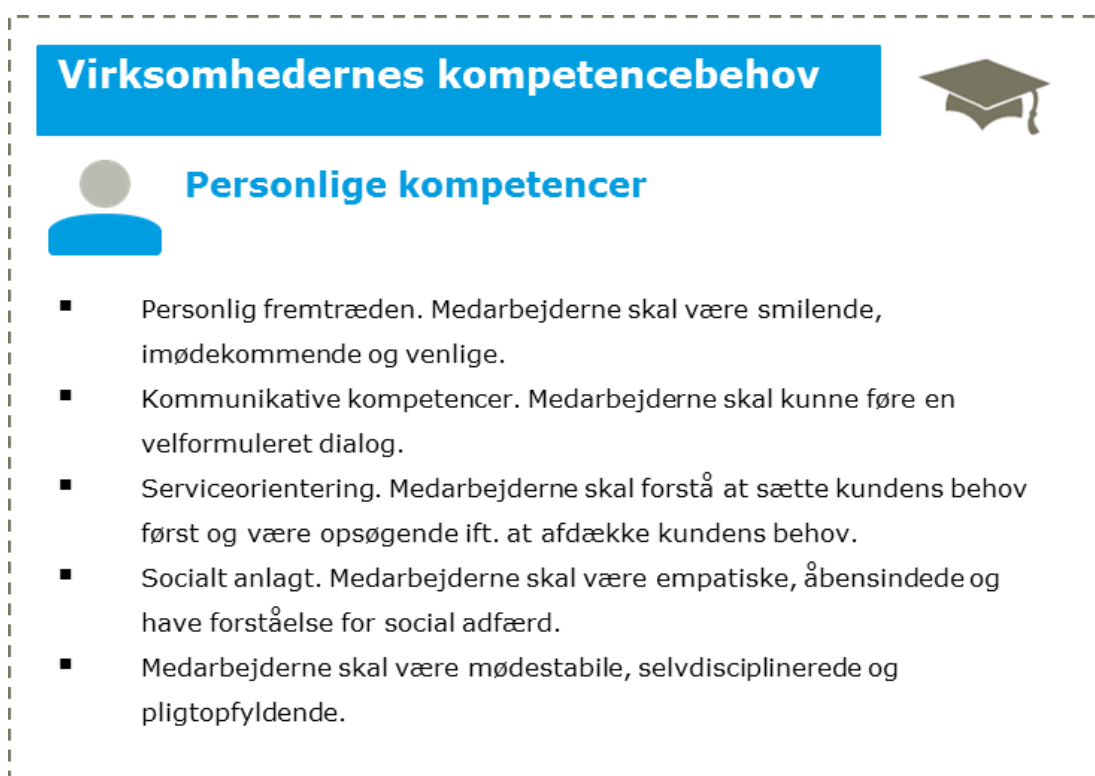 Virksomhedernes kompetencebehov
Personlige kompetencer
▪ Personlig fremtræden. Medarbejderne skal være smilende,
imødekommende og venlige.
▪ Kommunikative kompetencer. Medarbejderne skal kunne føre en
velformuleret dialog.
▪ Serviceorientering. Medarbejderne skal forstå at sætte kundens behov
først og være opsøgende ift. at afdække kundens behov.
▪ Socialt anlagt. Medarbejderne skal være empatiske, åbensindede og
have forståelse for social adfærd.
▪ Medarbejderne skal være mødestabile, selvdisciplinerede og
pligtopfyldende.